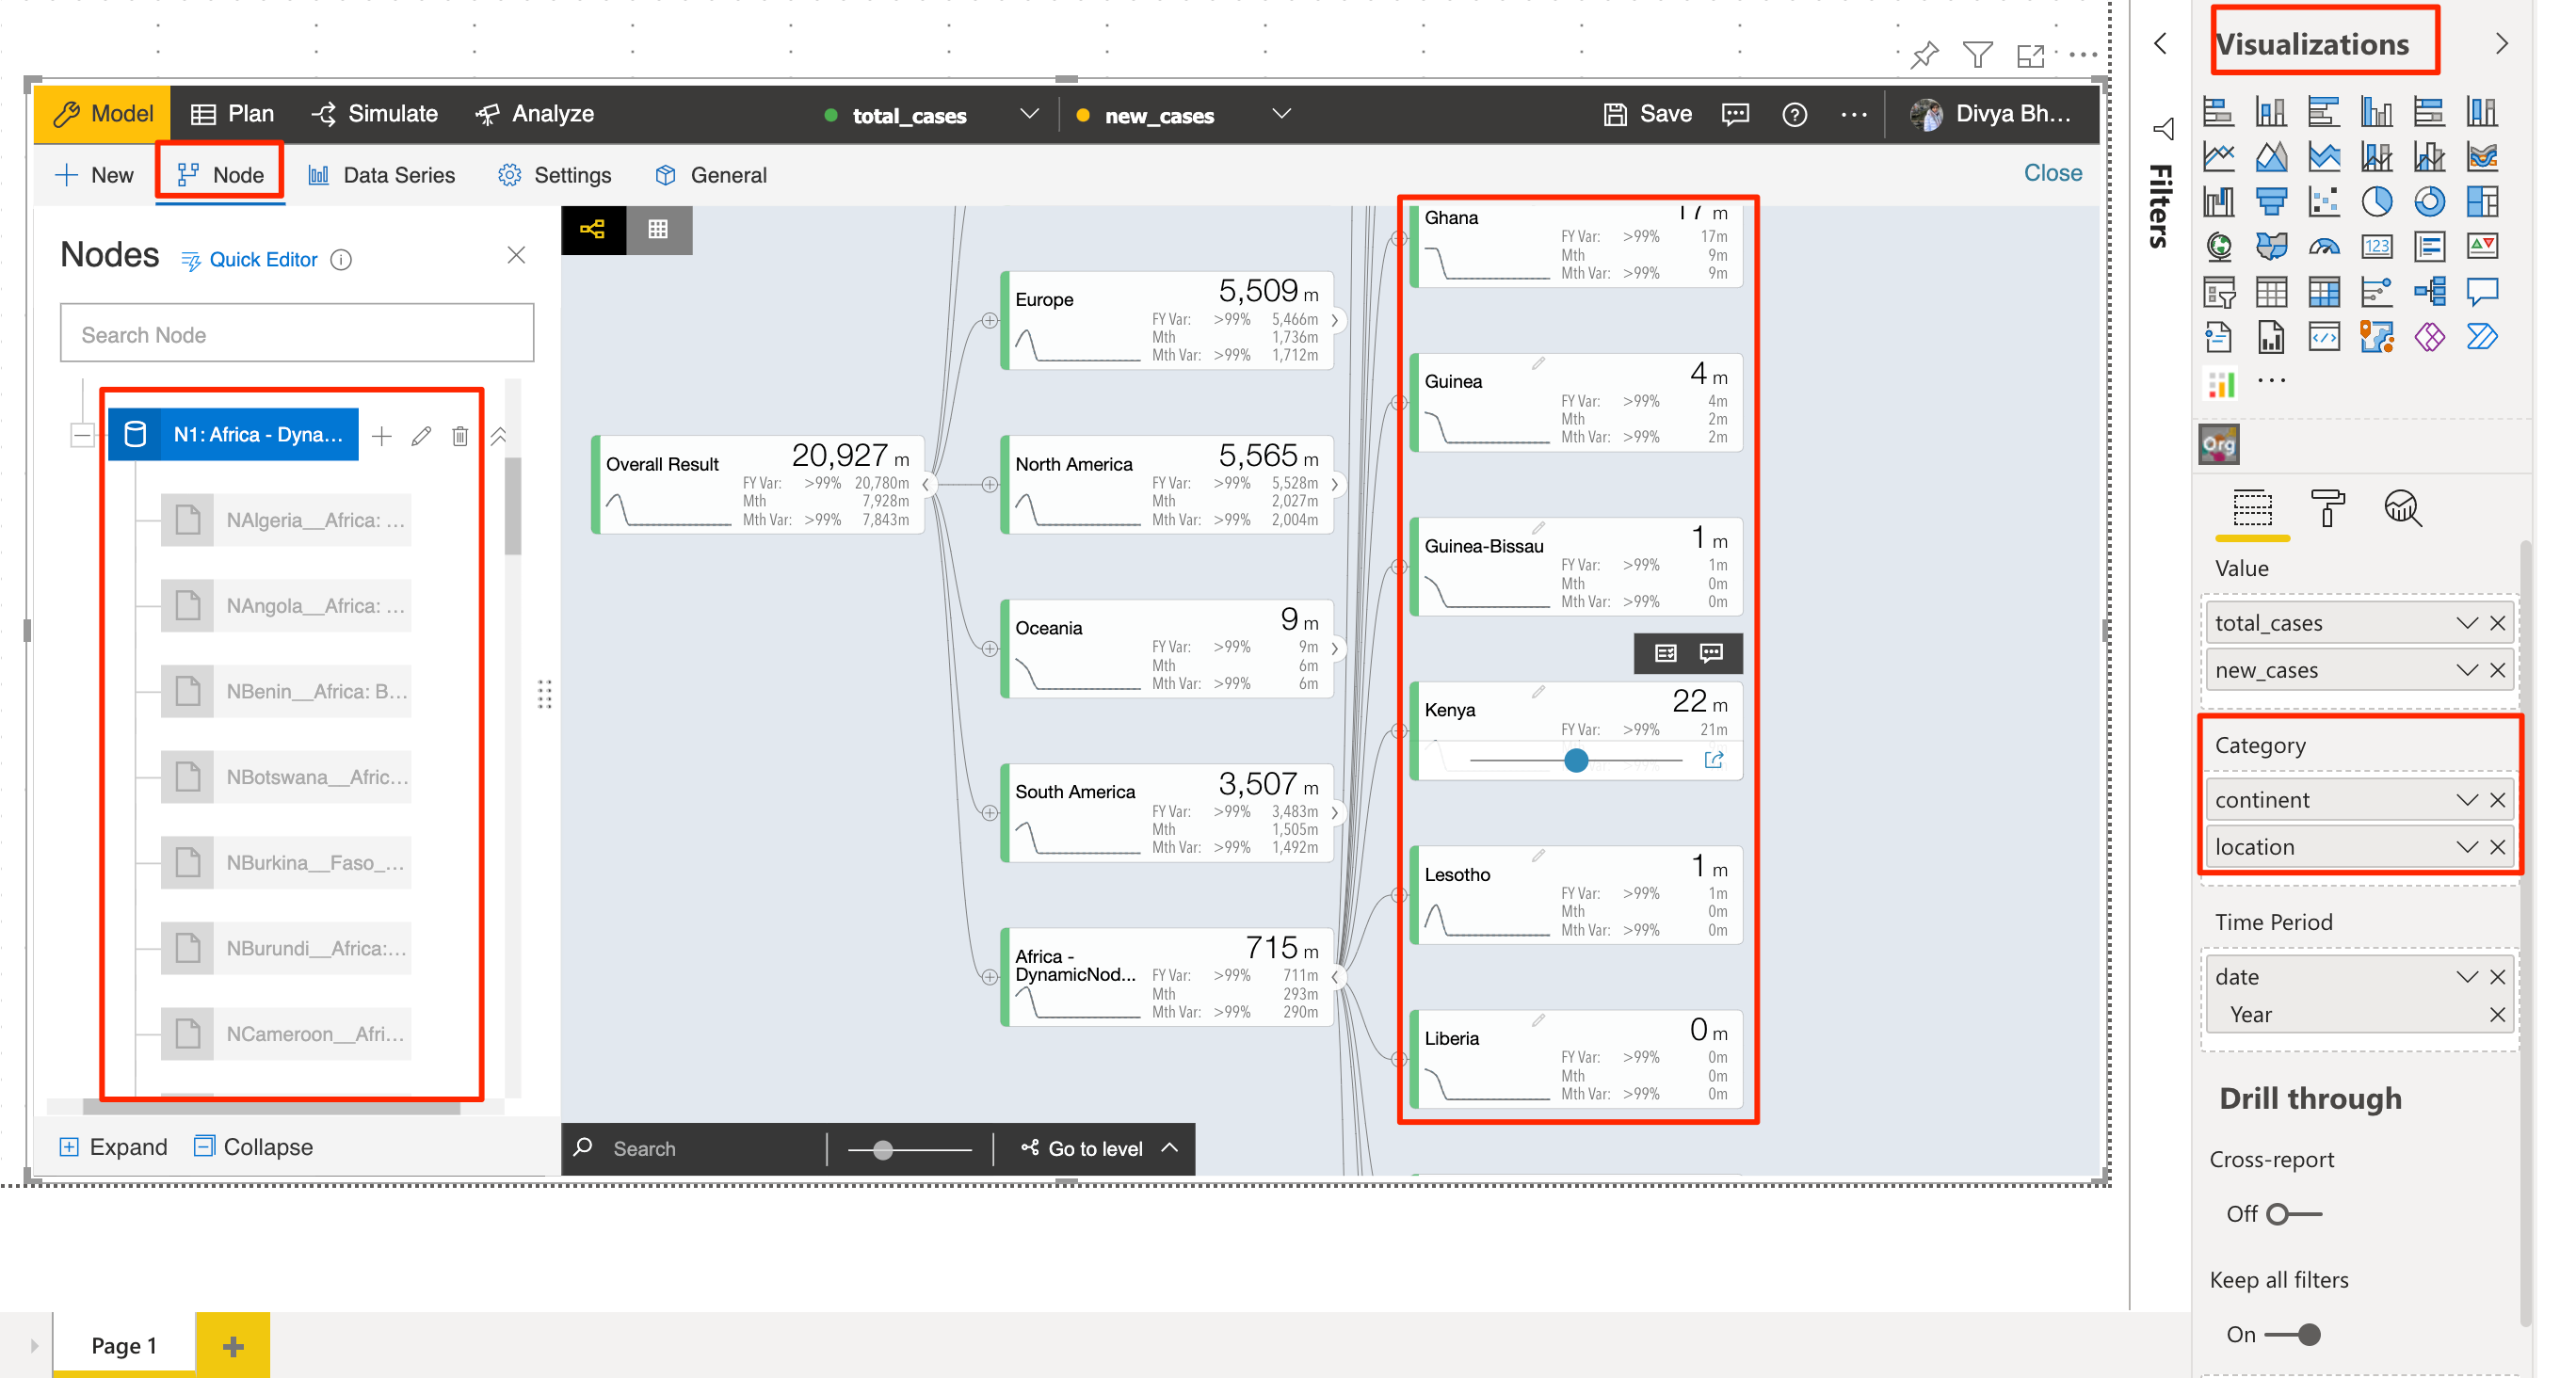 Model
Plan
Simulate
Analyze
total_cases
new_cases
Save
Divya Bh...
New
Node
Data Series
Settings
General
Close
Nodes
Quick Editor
Search Node
N1: Africa - Dyna...
NAlgeria__Africa: ...
NAngola__Africa: ...
NBenin__Africa: B...
NBotswana__Afric...
NBurkina__Faso_...
NBurundi__Africa:...
NCameroon__Afri...
Expand
Collapse
Overall Result
20,927 m
FY Var: >99% 20,780m
Mth 7,928m
Mth Var: >99% 7,843m
Europe
5,509 m
FY Var: >99% 5,466m
Mth 1,736m
Mth Var: >99% 1,712m
North America
5,565 m
FY Var: >99% 5,528m
Mth 2,027m
Mth Var: >99% 2,004m
Oceania
9 m
FY Var: >99% 9m
Mth 6m
Mth Var: >99% 6m
South America
3,507 m
FY Var: >99% 3,483m
Mth 1,505m
Mth Var: >99% 1,492m
Africa -
DynamicNod...
715 m
FY Var: >99% 711m
Mth 293m
Mth Var: >99% 290m
Ghana
17 m
FY Var: >99% 17m
Mth 9m
Mth Var: >99% 9m
Guinea
4 m
FY Var: >99% 4m
Mth 2m
Mth Var: >99% 2m
Guinea-Bissau
1 m
FY Var: >99% 1m
Mth 0m
Mth Var: >99% 0m
Kenya
22 m
FY Var: >99% 21m
Lesotho
1 m
FY Var: >99% 1m
Mth 0m
Mth Var: >99% 0m
Liberia
0 m
FY Var: >99% 0m
Mth 0m
Mth Var: >99% 0m
Search
Go to level
Page 1
Filters
Visualizations
123
Org
Value
total_cases
new_cases
Category
continent
location
Time Period
date
Year
Drill through
Cross-report
Off
Keep all filters
On